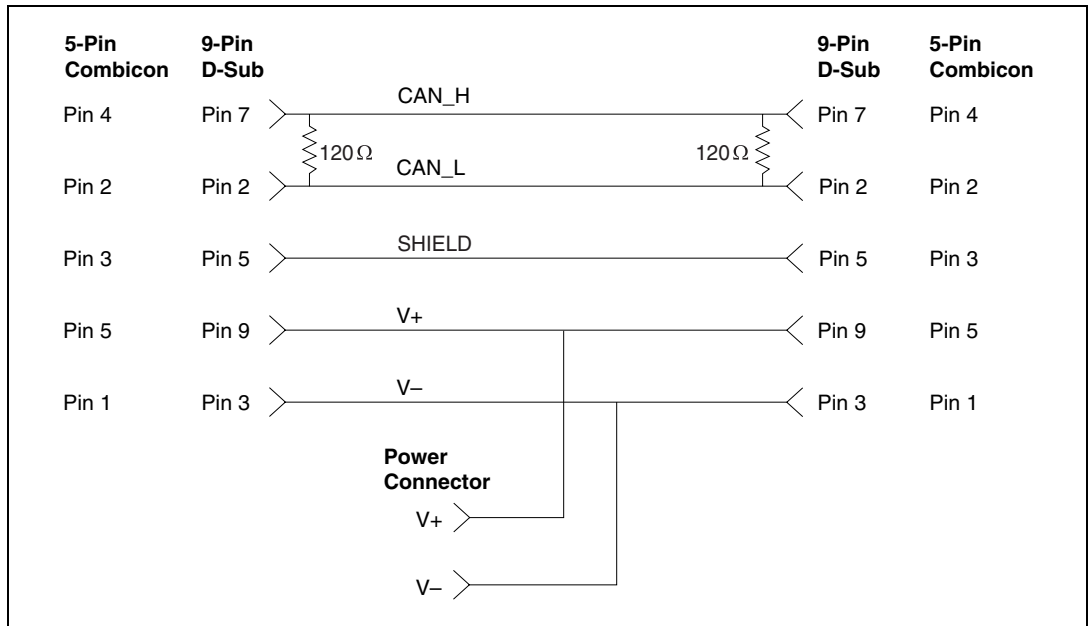 5-Pin Combicon 9-Pin D-Sub 9-Pin D-Sub 5-Pin Combicon
CAN_H
Pin 4 Pin 7 Pin 7 Pin 4
120 Ω 120 Ω
CAN_L
Pin 2 Pin 2 Pin 2 Pin 2
SHIELD
Pin 3 Pin 5 Pin 5 Pin 3
V+
Pin 5 Pin 9 Pin 9 Pin 5
V–
Pin 1 Pin 3 Pin 3 Pin 1
Power
Connector
V+
V–